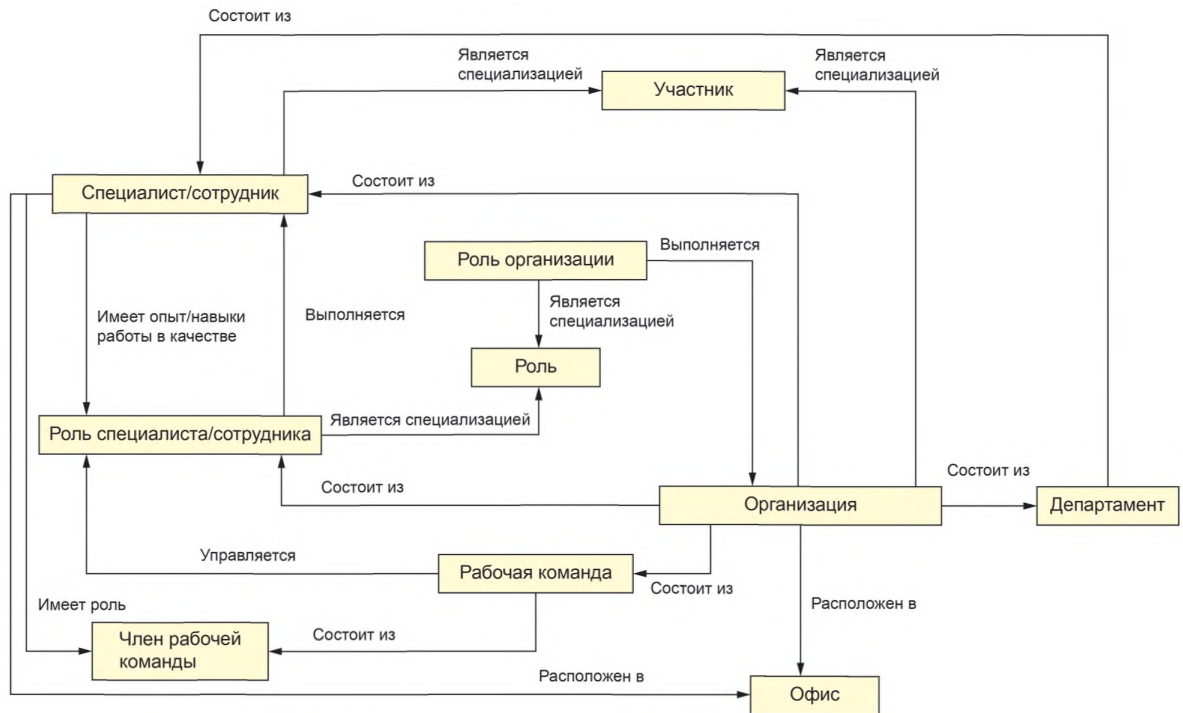 Состоит из
Является
специализацией
Является
специализацией
Участник
Специалист/сотрудник
Состоит из
Роль организации
Выполняется
Имеет опыт/навыки
работы в качестве
Выполняется
Является
специализацией
Роль
Роль специалиста/сотрудника
Является специализацией
Состоит из
Организация
Состоит из
Департамент
Управляется
Рабочая команда
Состоит из
Имеет роль
Расположен в
Член рабочей
команды
Состоит из
Расположен в
Офис